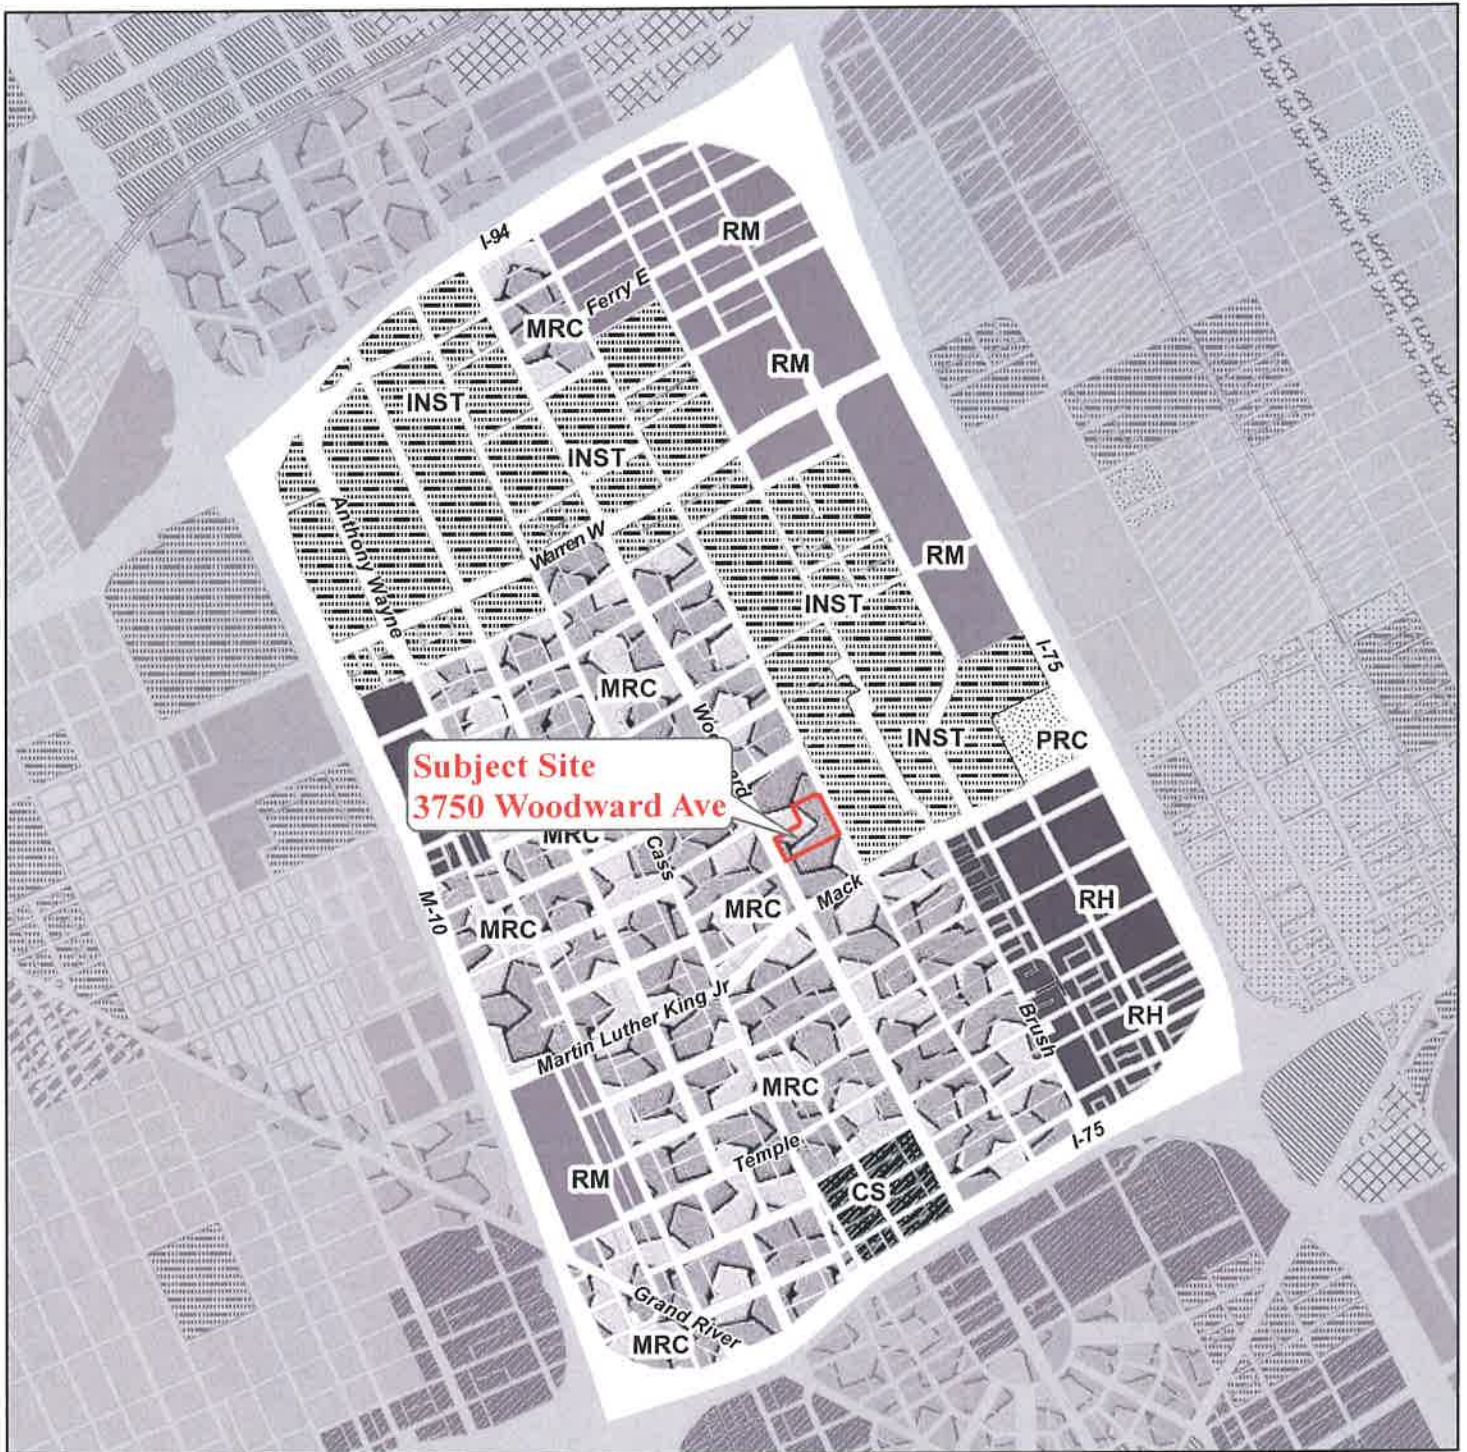 RM
I-94
Ferry E
MRC
RM
INST
INST
Anthony Wayne
Warren W
RM
INST
I-75
MRC
Woodward
INST
PRC
Subject Site
3750 Woodward Ave
MRC
Cass
M-10
Mack
RH
MRC
MRC
Martin Luther King Jr
Brush
RH
MRC
Temple
I-75
RM
CS
Grand River
MRC